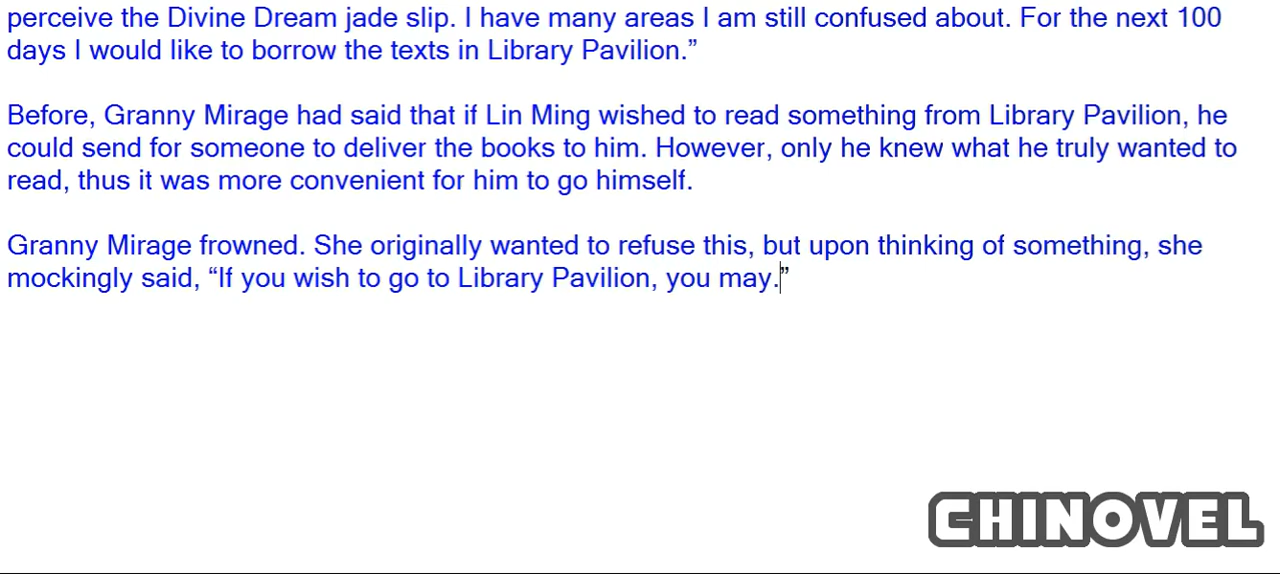 perceive the Divine Dream jade slip. I have many areas I am still confused about. For the next 100
days I would like to borrow the texts in Library Pavilion.”
Before, Granny Mirage had said that if Lin Ming wished to read something from Library Pavilion, he
could send for someone to deliver the books to him. However, only he knew what he truly wanted to
read, thus it was more convenient for him to go himself.
Granny Mirage frowned. She originally wanted to refuse this, but upon thinking of something, she
mockingly said, “If you wish to go to Library Pavilion, you may.”
CHINOVEL